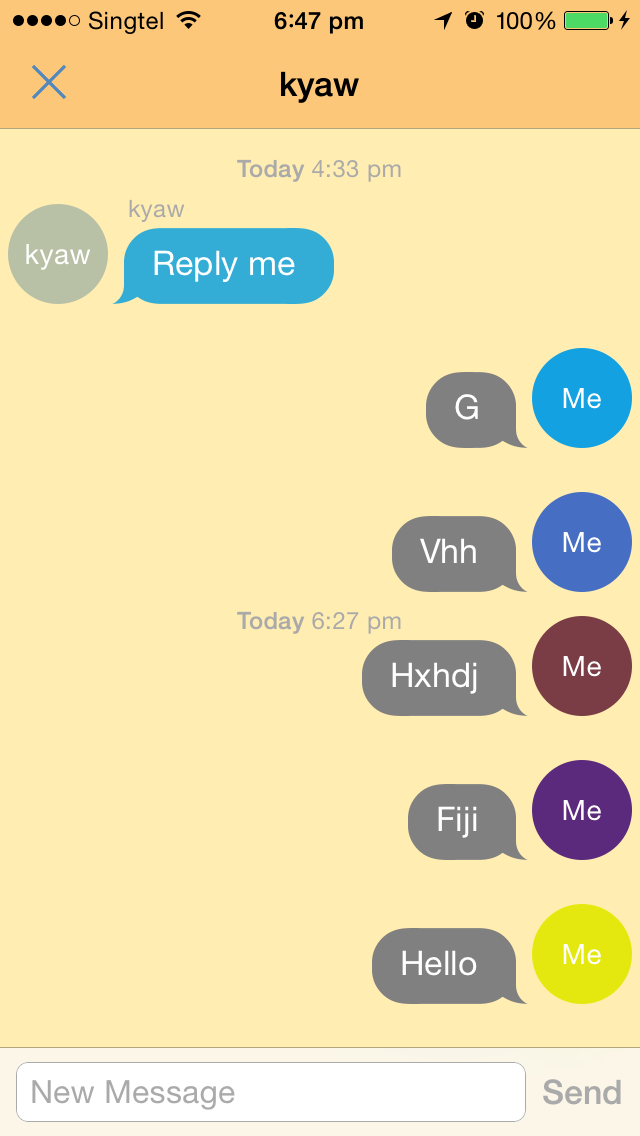 Singtel 6:47 pm 100%
kyaw
Today 4:33 pm
kyaw
kyaw Reply me
G Me
Vhh Me
Today 6:27 pm
Hxhdj Me
Fiji Me
Hello Me
New Message Send